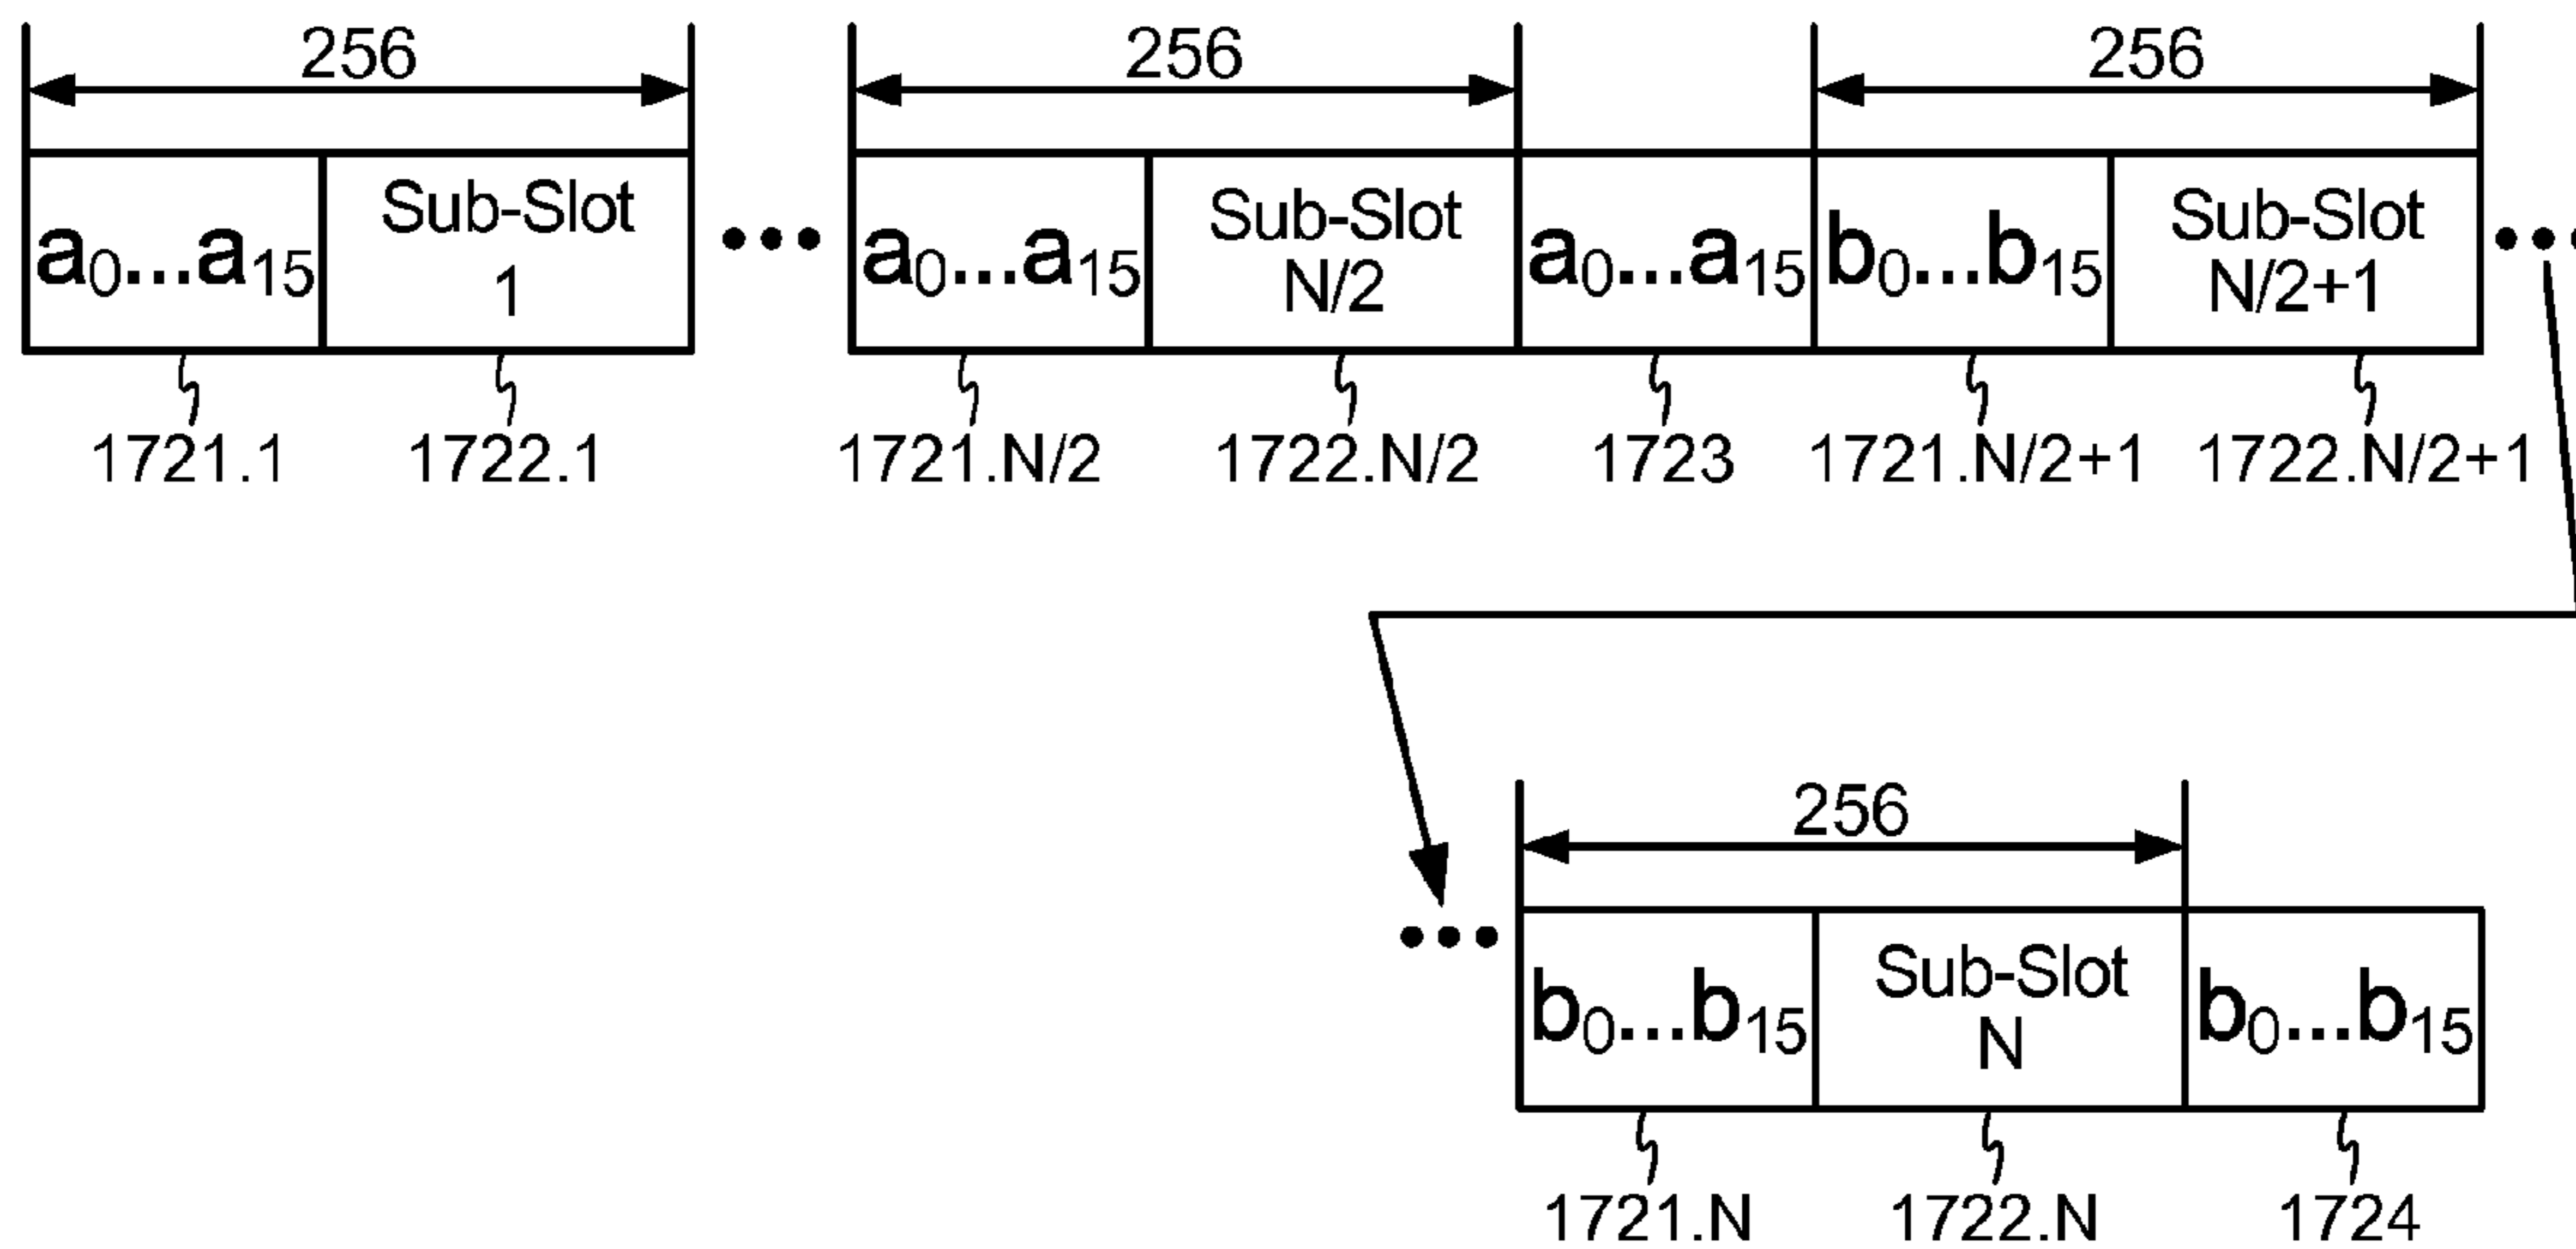 256 256 256
a0...a15 Sub-Slot 1 ••• a0...a15 Sub-Slot N/2 a0...a15 b0...b15 Sub-Slot N/2+1 •••
1721.1 1722.1 1721.N/2 1722.N/2 1723 1721.N/2+1 1722.N/2+1
256
••• b0...b15 Sub-Slot N b0...b15
1721.N 1722.N 1724